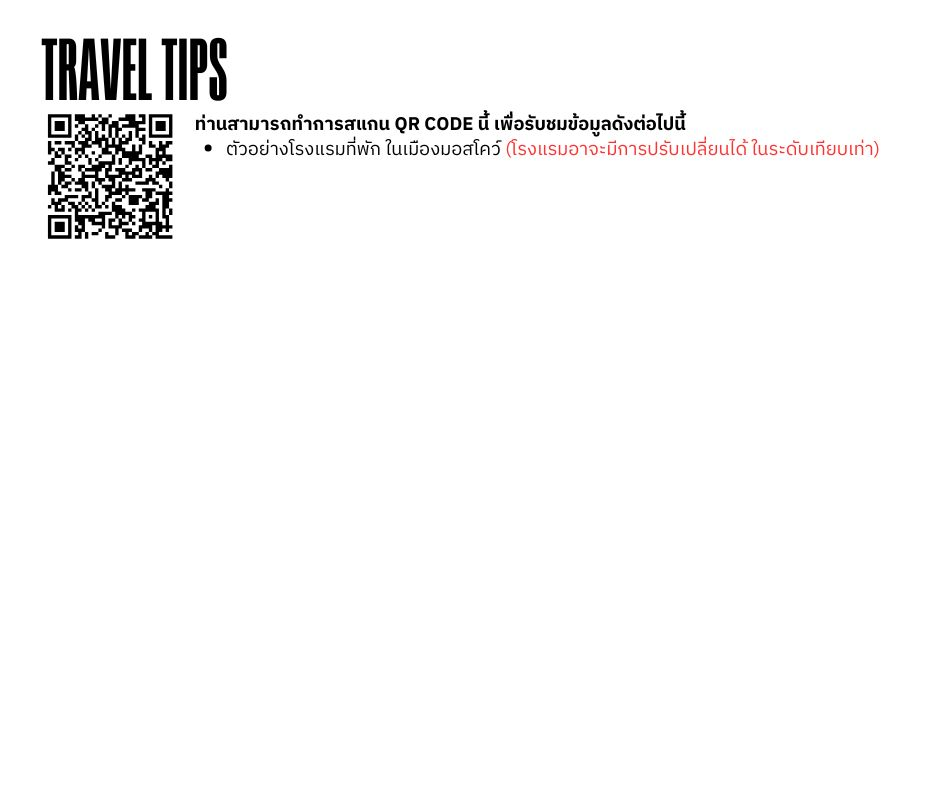 TRAVEL TIPS
ท่านสามารถทำการสแกน QR CODE นี้ เพื่อรับชมข้อมูลดังต่อไปนี้
• ตัวอย่างโรงแรมที่พัก ในเมืองมอสโคว์ (โรงแรมอาจจะมีการปรับเปลี่ยนได้ ในระดับเทียบเท่า)